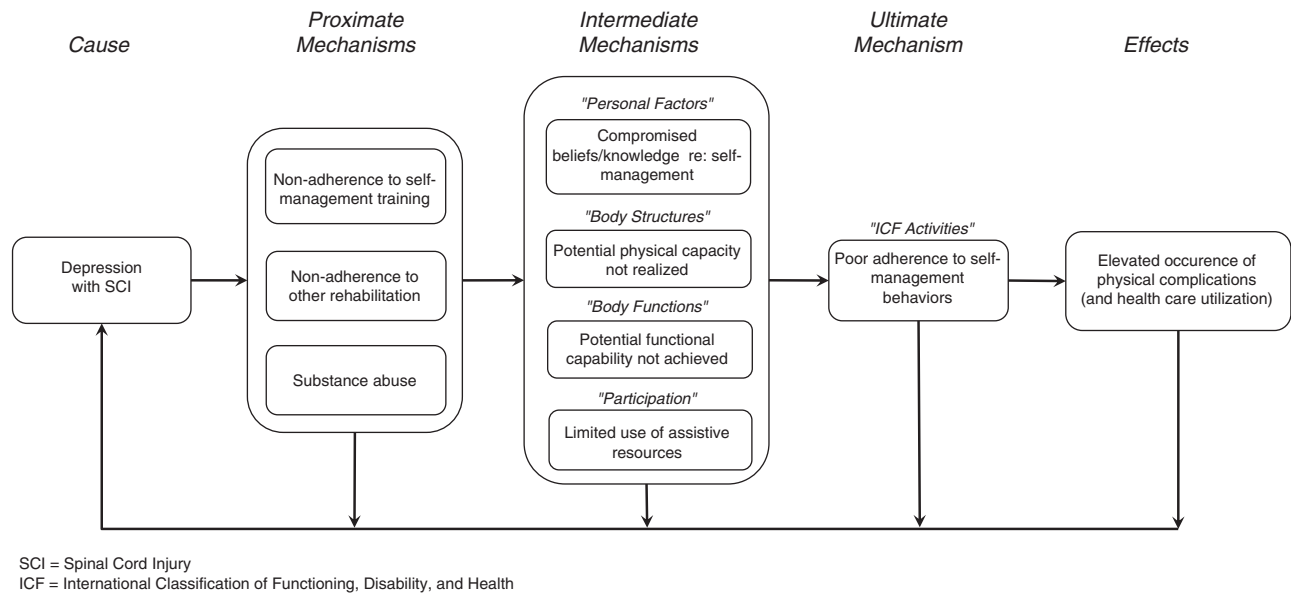 Cause
Proximate
Mechanisms
Intermediate
Mechanisms
Ultimate
Mechanism
Effects
Depression
with SCI
Non-adherence to self-
management training
Non-adherence to
other rehabilitation
Substance abuse
"Personal Factors"
Compromised
beliefs/knowledge re: self-
management
"Body Structures"
Potential physical capacity
not realized
"Body Functions"
Potential functional
capability not achieved
"Participation"
Limited use of assistive
resources
"ICF Activities"
Poor adherence to self-
management
behaviors
Elevated occurence of
physical complications
(and health care utilization)
SCI = Spinal Cord Injury
ICF = International Classification of Functioning, Disability, and Health